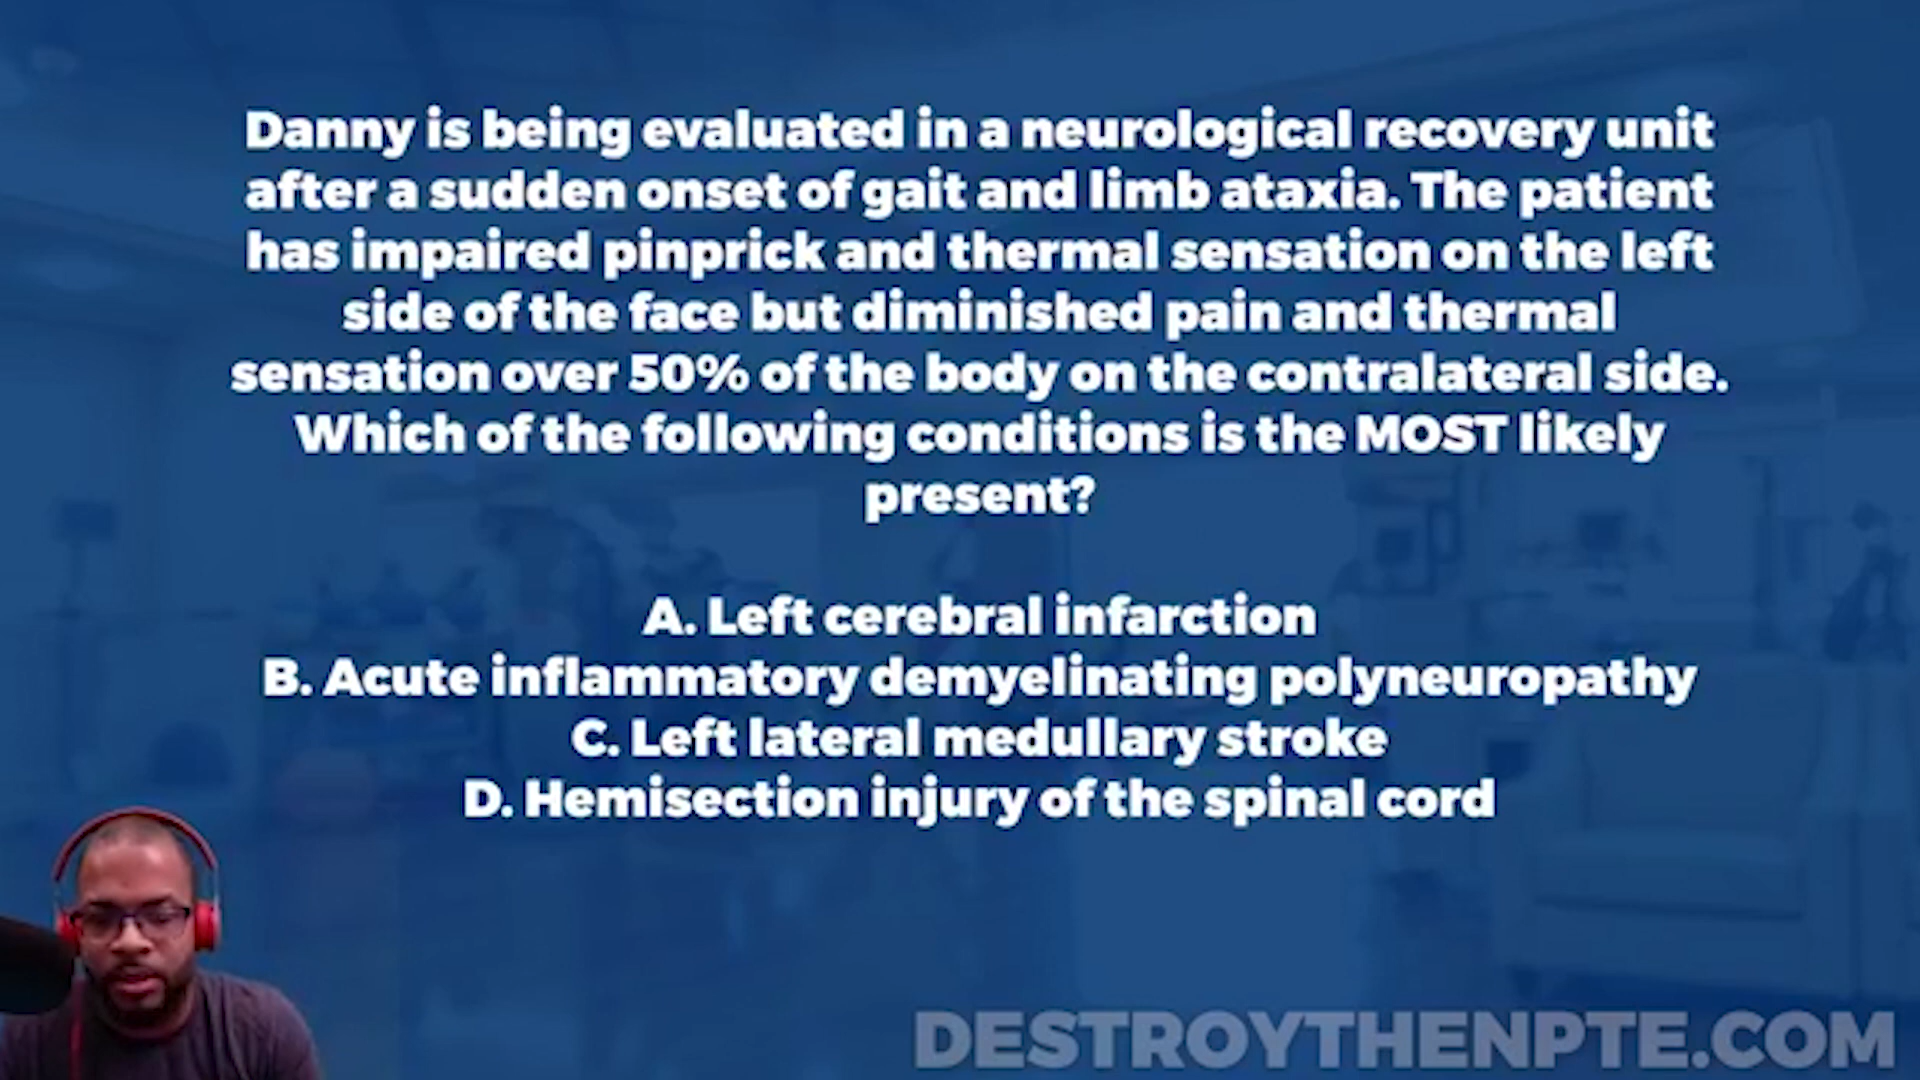 Danny is being evaluated in a neurological recovery unit
after a sudden onset of gait and limb ataxia. The patient
has impaired pinprick and thermal sensation on the left
side of the face but diminished pain and thermal
sensation over 50% of the body on the contralateral side.
Which of the following conditions is the MOST likely
present?
A. Left cerebral infarction
B. Acute inflammatory demyelinating polyneuropathy
C. Left lateral medullary stroke
D. Hemisection injury of the spinal cord
DESTROYTHENPTE.COM